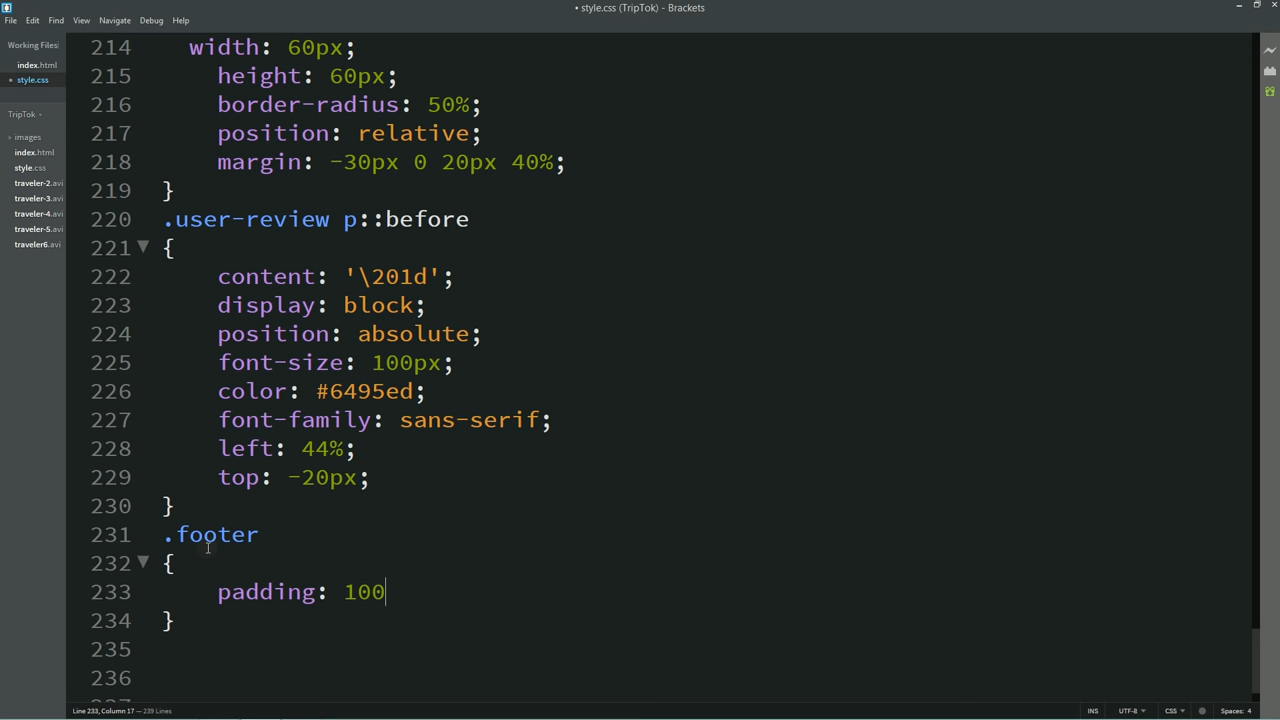 • style.css (TripTok) - Brackets
File Edit Find View Navigate Debug Help
Working Files
index.html
• style.css
TripTok
images
index.html
style.css
traveler-2.avi
traveler-3.avi
traveler-4.avi
traveler-5.avi
traveler6.avi
214 width: 60px;
215 height: 60px;
216 border-radius: 50%;
217 position: relative;
218 margin: -30px 0 20px 40%;
219 }
220 .user-review p::before
221 {
222 content: '\201d';
223 display: block;
224 position: absolute;
225 font-size: 100px;
226 color: #6495ed;
227 font-family: sans-serif;
228 left: 44%;
229 top: -20px;
230 }
231 .footer
232 {
233 padding: 100
234 }
235
236
Line 233, Column 17 — 239 Lines
INS UTF-8 CSS Spaces: 4